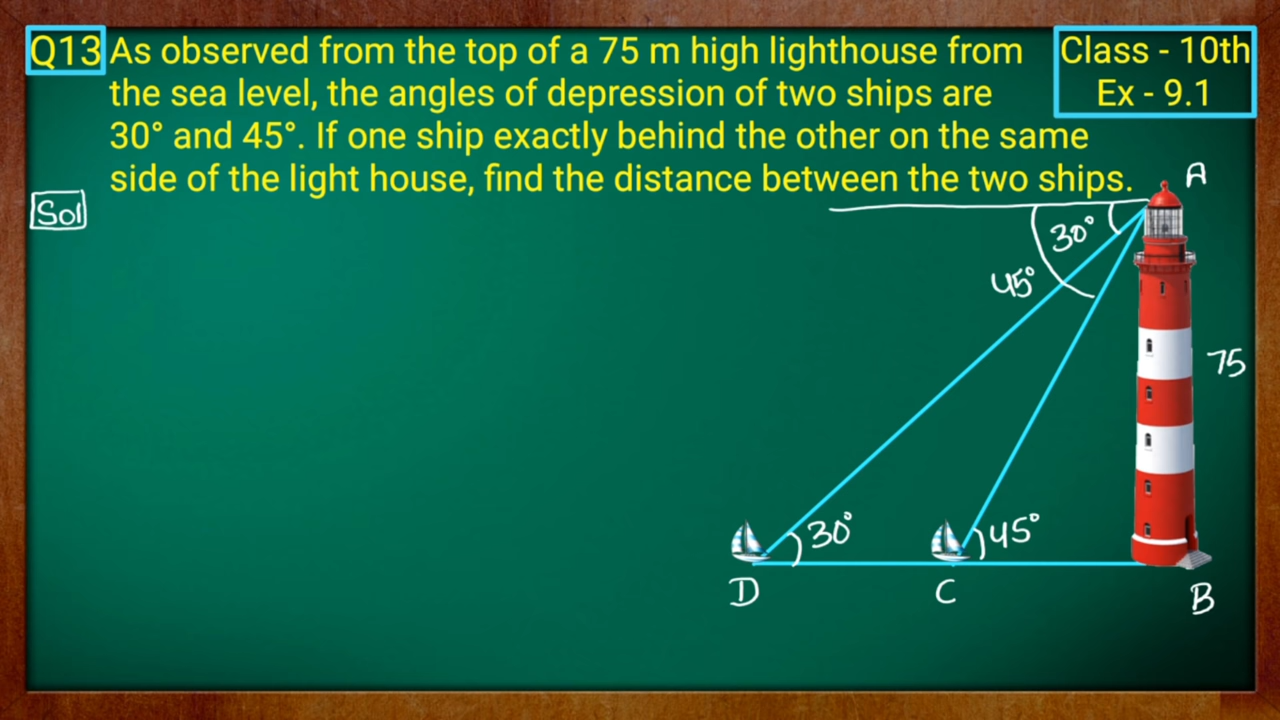 Q13 As observed from the top of a 75 m high lighthouse from
the sea level, the angles of depression of two ships are
30° and 45°. If one ship exactly behind the other on the same
side of the light house, find the distance between the two ships.
Class - 10th
Ex - 9.1
Sol
A
30°
45°
75
30°
45°
D
C
B